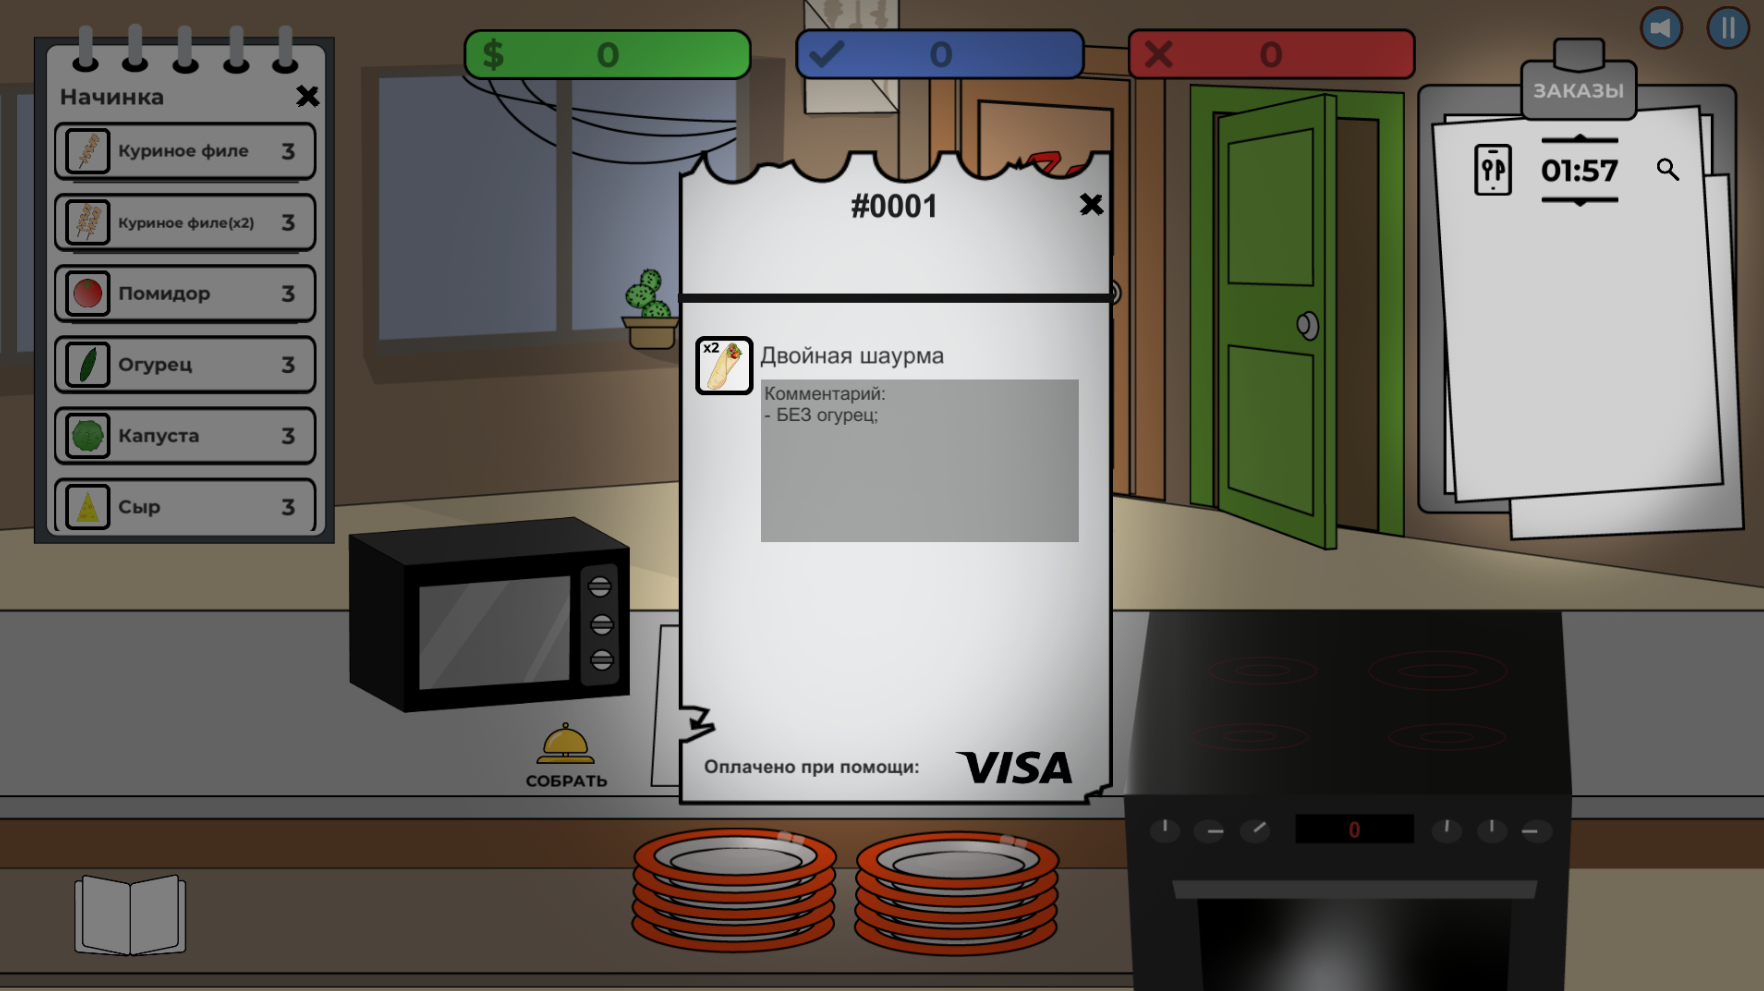 $ 0
0
0
Начинка
Куриное филе 3
Куриное филе(x2) 3
Помидор 3
Огурец 3
Капуста 3
Сыр 3
ЗАКАЗЫ
01:57
#0001
x2
Двойная шаурма
Комментарий:
- БЕЗ огурец;
Оплачено при помощи: VISA
СОБРАТЬ
0